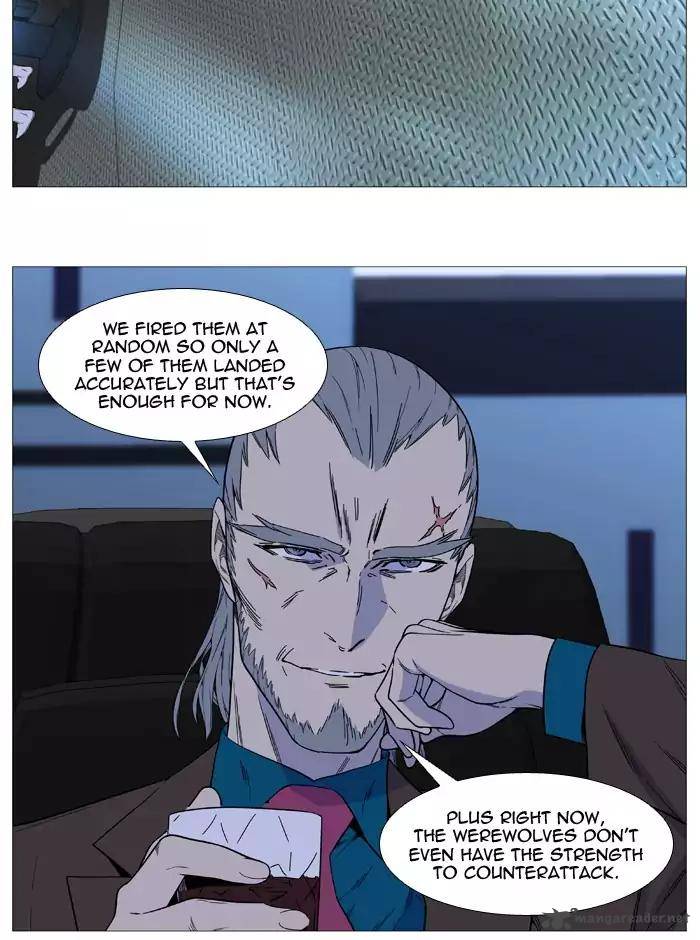 WE FIRED THEM AT
RANDOM SO ONLY A
FEW OF THEM LANDED
ACCURATELY BUT THAT'S
ENOUGH FOR NOW.
PLUS RIGHT NOW,
THE WEREWOLVES DON'T
EVEN HAVE THE STRENGTH
TO COUNTERATTACK.
mangareader.net